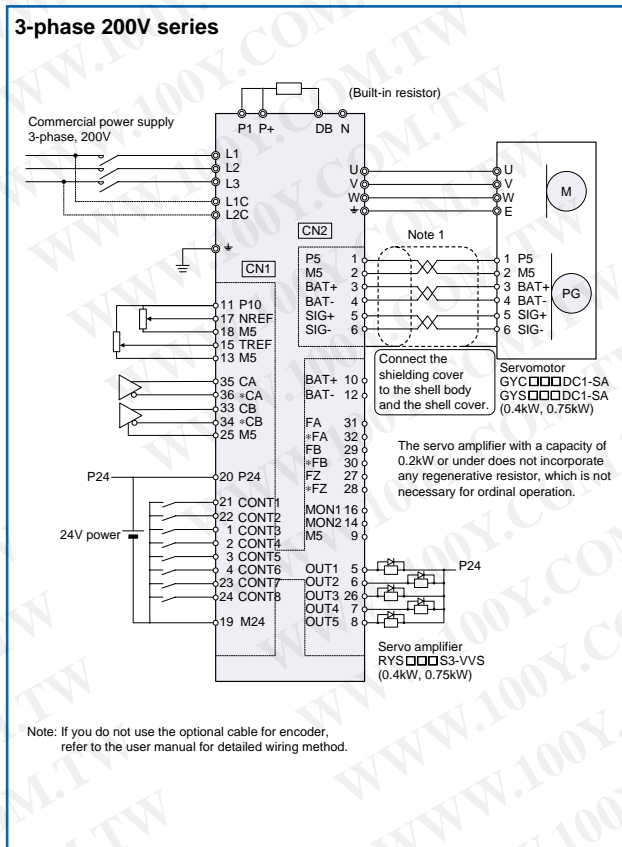 3-phase 200V series
(Built-in resistor)
Commercial power supply
3-phase, 200V
P1 P+ DB N
L1
L2
L3
L1C
L2C
U
V
W
U
V
W
E
M
CN2
Note 1
CN1
P5 1
M5 2
BAT+ 3
BAT- 4
SIG+ 5
SIG- 6
1 P5
2 M5
3 BAT+
4 BAT-
5 SIG+
6 SIG-
PG
11 P10
17 NREF
18 M5
15 TREF
13 M5
Connect the
shielding cover
to the shell body
and the shell cover.
Servomotor
GYC□□□DC1-SA
GYS□□□DC1-SA
(0.4kW, 0.75kW)
35 CA
36 *CA
33 CB
34 *CB
25 M5
BAT+ 10
BAT- 12
FA 31
*FA 32
FB 29
*FB 30
FZ 27
*FZ 28
MON1 16
MON2 14
M5 9
The servo amplifier with a capacity of
0.2kW or under does not incorporate
any regenerative resistor, which is not
necessary for ordinal operation.
P24
20 P24
24V power
21 CONT1
22 CONT2
1 CONT3
2 CONT4
3 CONT5
4 CONT6
23 CONT7
24 CONT8
19 M24
OUT1 5
OUT2 6
OUT3 26
OUT4 7
OUT5 8
P24
Servo amplifier
RYS□□□S3-VVS
(0.4kW, 0.75kW)
Note: If you do not use the optional cable for encoder,
refer to the user manual for detailed wiring method.
WWW.100Y.COM.TW